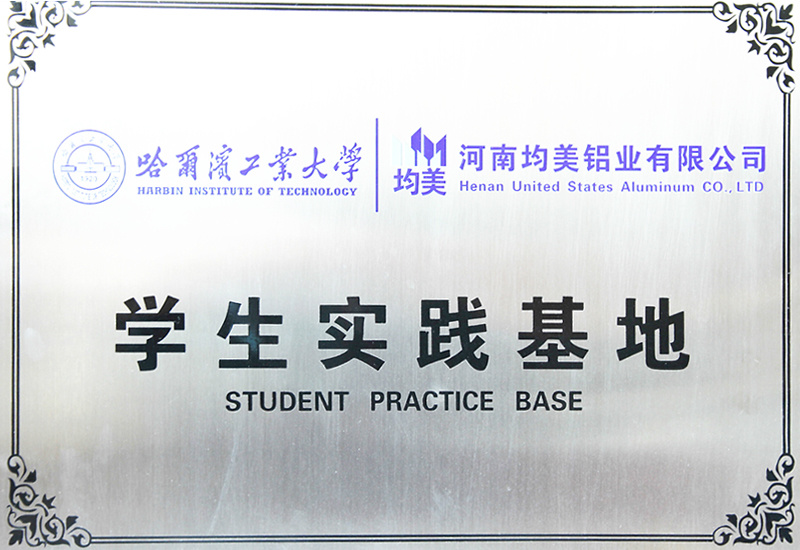 哈爾濱工業大學
HARBIN INSTITUTE OF TECHNOLOGY
均美
河南均美铝业有限公司
Henan United States Aluminum CO., LTD
学生实践基地
STUDENT PRACTICE BASE